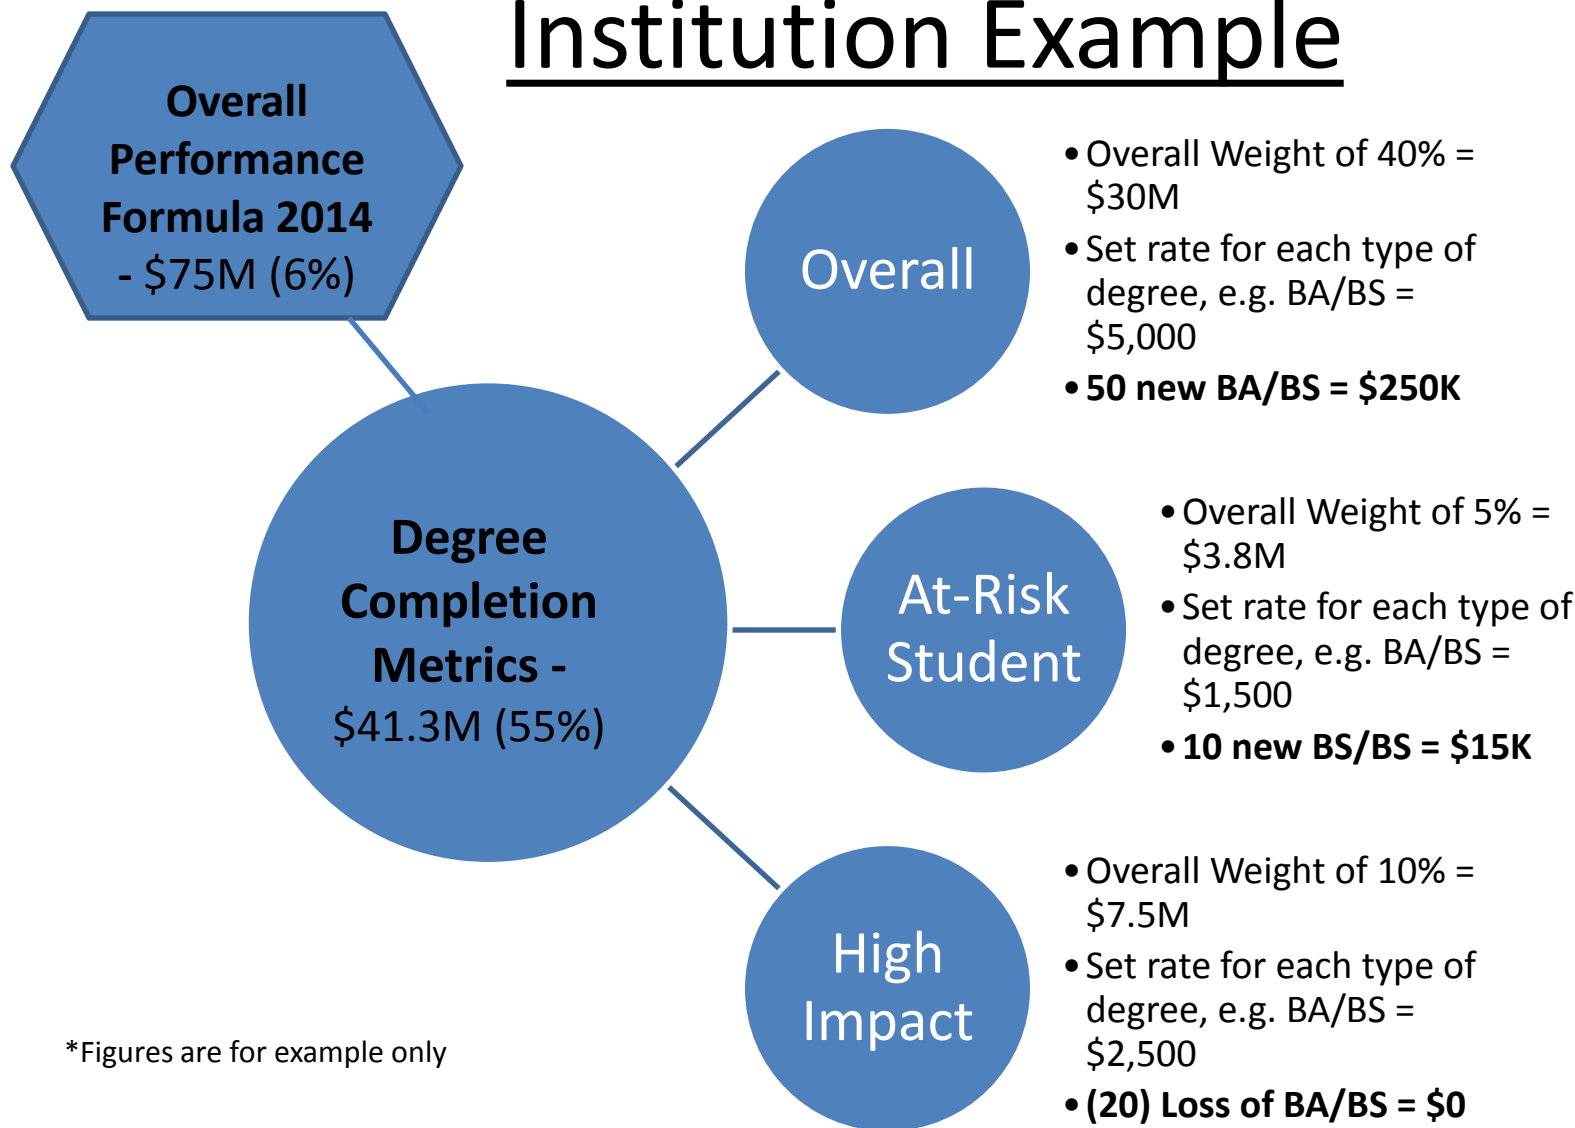 Institution Example
Overall
Performance
Formula 2014
- $75M (6%)
Degree
Completion
Metrics -
$41.3M (55%)
Overall
•Overall Weight of 40% =
$30M
•Set rate for each type of
degree, e.g. BA/BS =
$5,000
•50 new BA/BS = $250K
At-Risk
Student
•Overall Weight of 5% =
$3.8M
•Set rate for each type of
degree, e.g. BA/BS =
$1,500
•10 new BS/BS = $15K
High
Impact
•Overall Weight of 10% =
$7.5M
•Set rate for each type of
degree, e.g. BA/BS =
$2,500
•(20) Loss of BA/BS = $0
*Figures are for example only